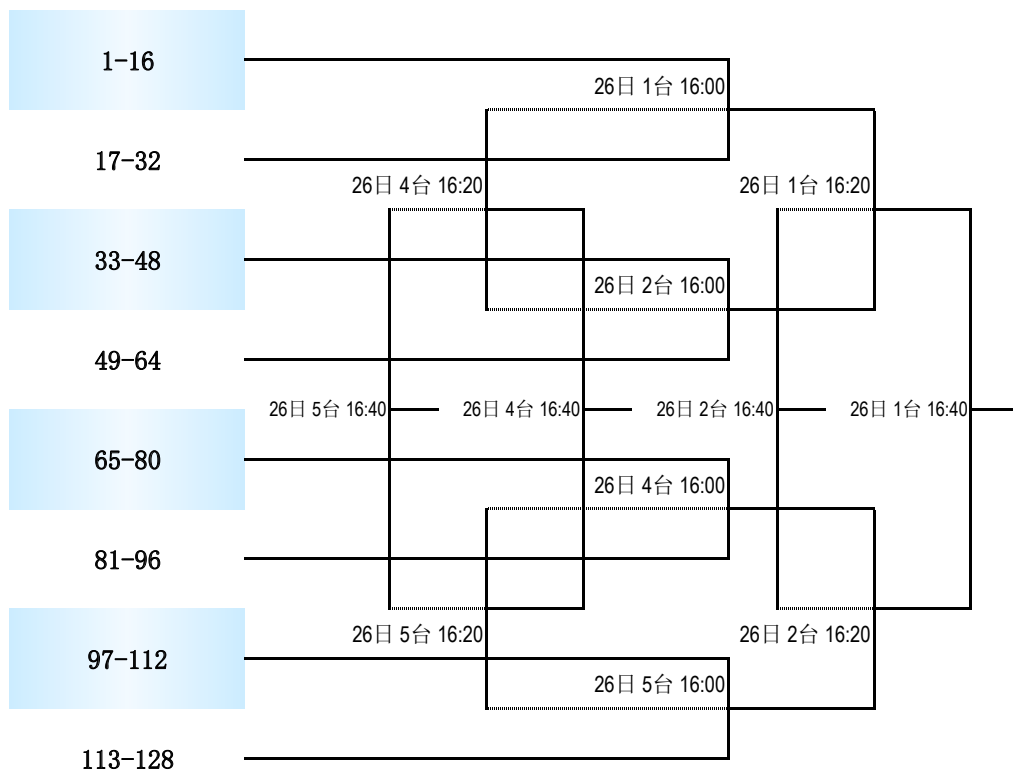 1-16
26日 1台 16:00
17-32
26日 4台 16:20
26日 1台 16:20
33-48
26日 2台 16:00
49-64
26日 5台 16:40
26日 4台 16:40
26日 2台 16:40
26日 1台 16:40
65-80
26日 4台 16:00
81-96
26日 5台 16:20
26日 2台 16:20
97-112
26日 5台 16:00
113-128